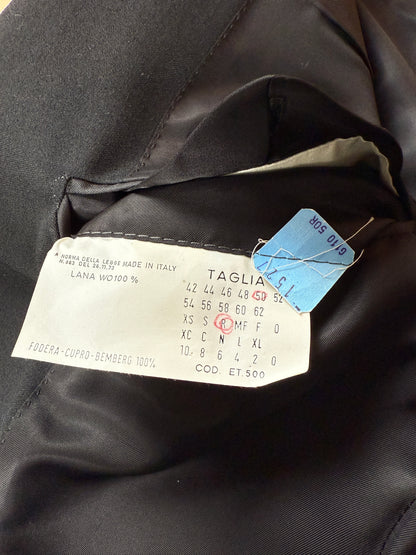 A NORMA DELLA LEGGE MADE IN ITALY
N. 883 DEL 26.11.73
LANA WO100 %
TAGLIA
42 44 46 48 50 52
54 56 58 60 62
XS S R MF F 0
XC C N L XL
10 8 6 4 2 0
COD. ET.500
FODERA-CUPRO-BEMBERG 100%
G/10 50R